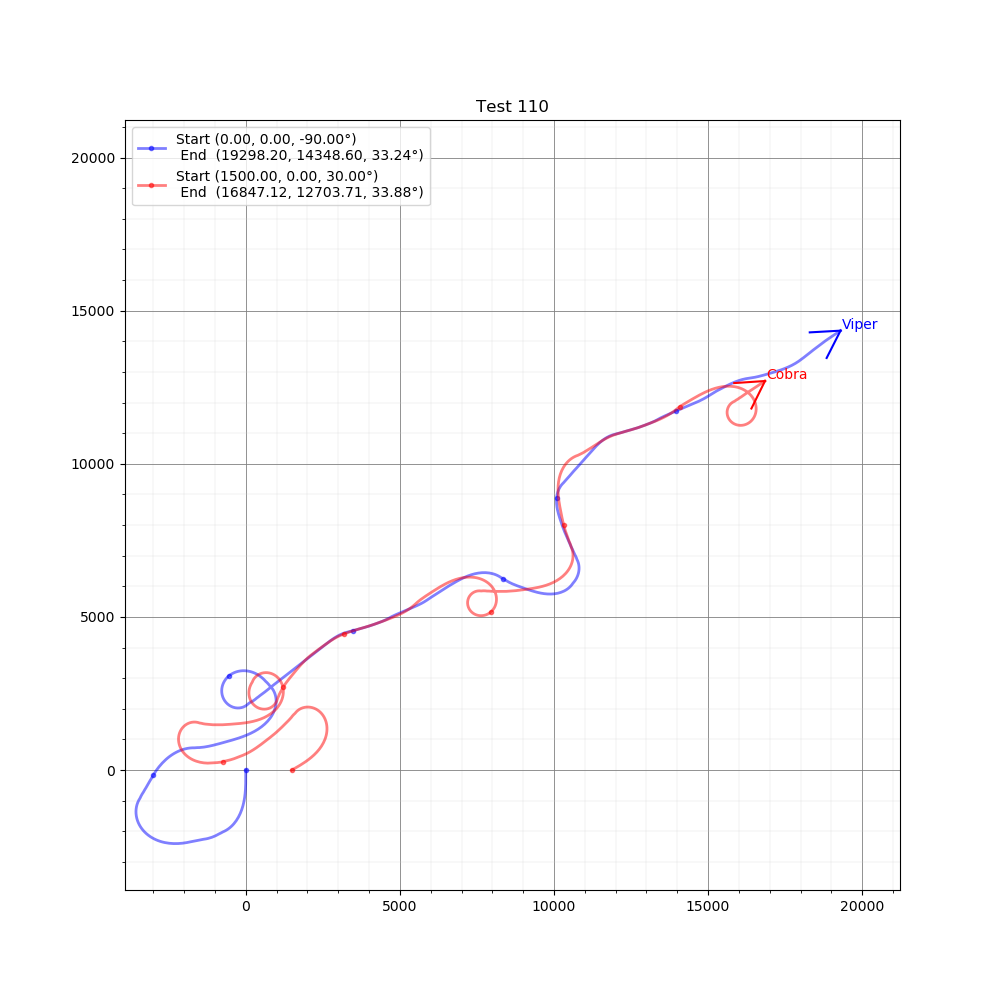 Test 110
Start (0.00, 0.00, -90.00°)
End (19298.20, 14348.60, 33.24°)
Start (1500.00, 0.00, 30.00°)
End (16847.12, 12703.71, 33.88°)
20000
15000
10000
5000
0
Viper
Cobra
0 5000 10000 15000 20000